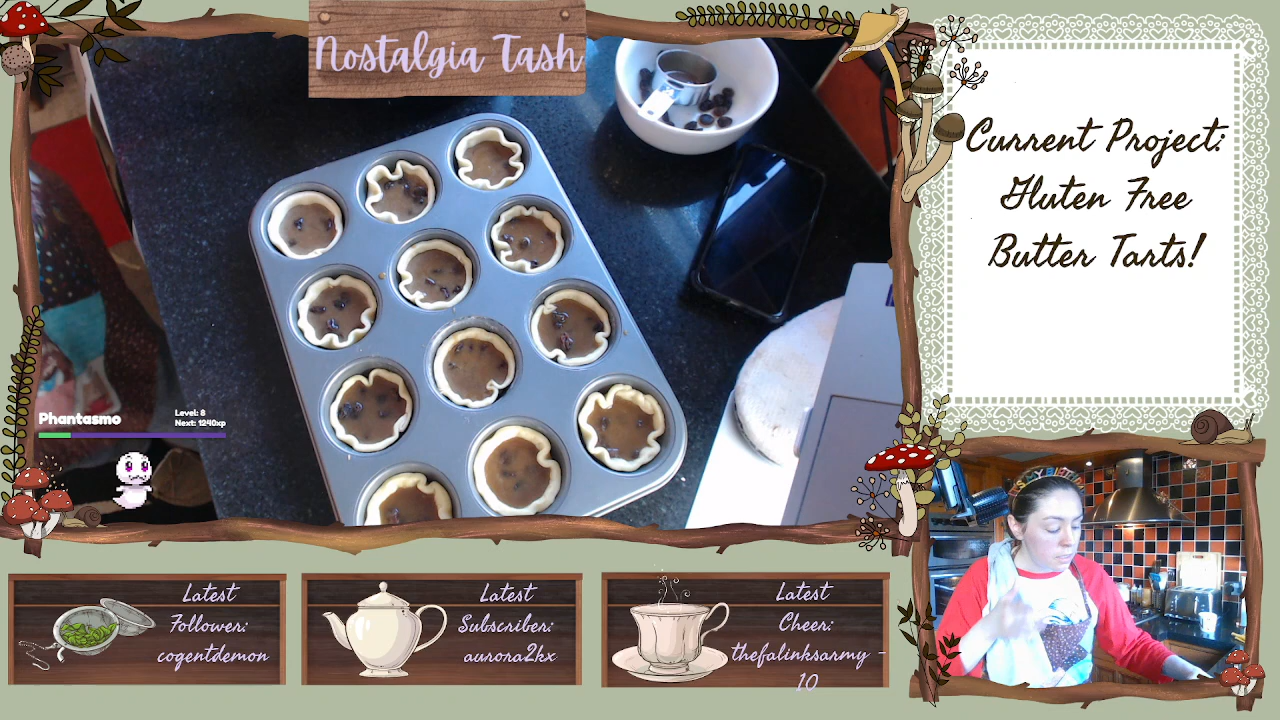 Nostalgia Tash
Current Project:
Gluten Free
Butter Tarts!
Phantasmo
Level: 8
Next: 1240xp
Latest
Follower:
cogentdemon
Latest
Subscriber:
aurora2kx
Latest
Cheer:
thefalinksarmy -
10